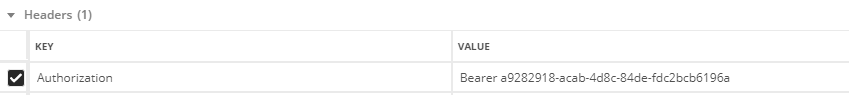 Headers (1)
KEY VALUE
Authorization Bearer a9282918-acab-4d8c-84de-fdc2bcb6196a